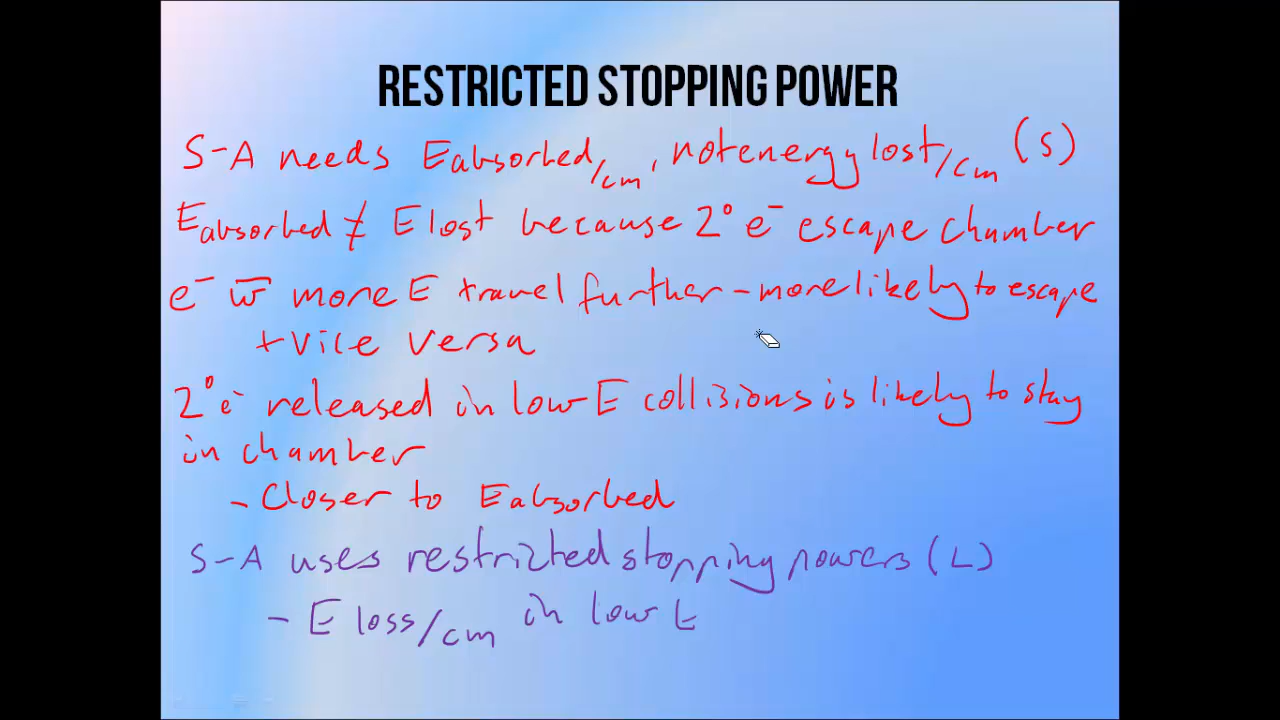 RESTRICTED STOPPING POWER
S-A needs Eabsorbed/cm, not energy lost/cm (S)
Eabsorbed ≠ E lost because 2° e⁻ escape chamber
e⁻ w̅ more E travel further - more likely to escape
+ vice versa
2° e⁻ released in low E collisions is likely to stay
in chamber
- Closer to Eabsorbed
S-A uses restricted stopping powers (L)
- E loss/cm in low E